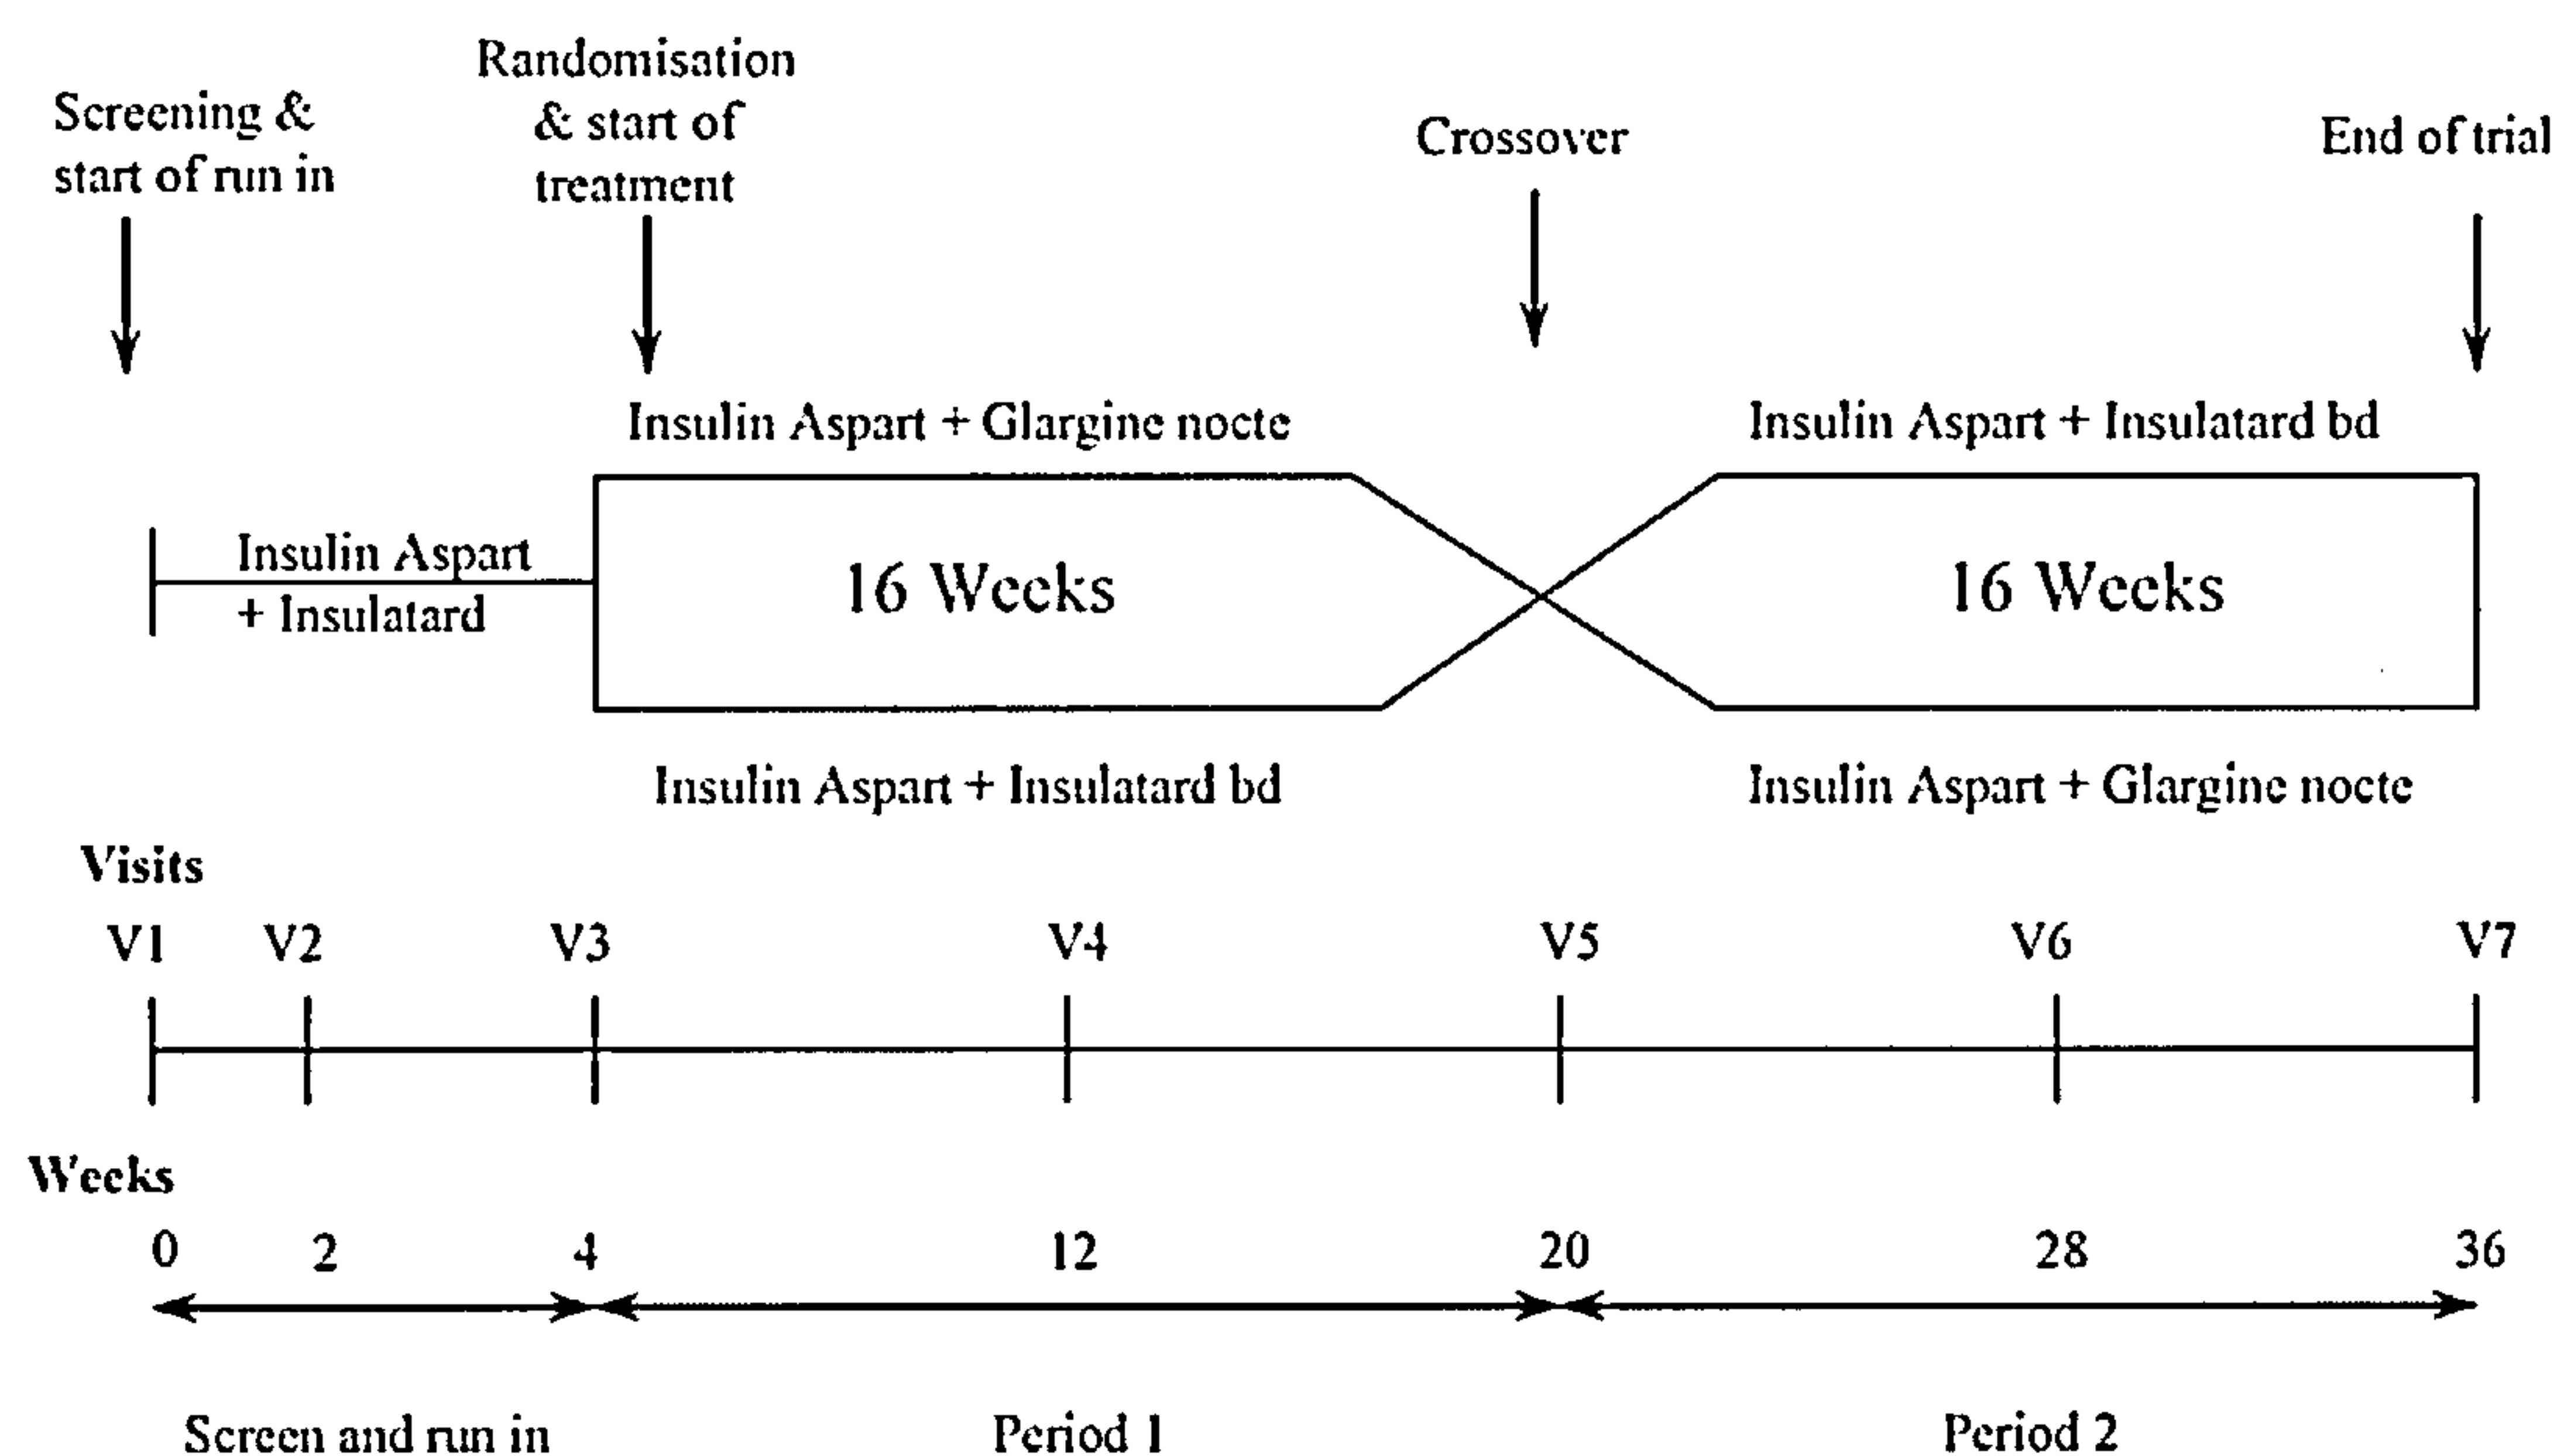 Screening &
start of run in
Randomisation
& start of
treatment
Crossover
End of trial
Insulin Aspart + Glargine nocte
Insulin Aspart + Insulatard bd
Insulin Aspart
+ Insulatard
16 Weeks
16 Weeks
Insulin Aspart + Insulatard bd
Insulin Aspart + Glargine nocte
Visits
V1 V2 V3 V4 V5 V6 V7
Weeks
0 2 4 12 20 28 36
Screen and run in Period 1 Period 2